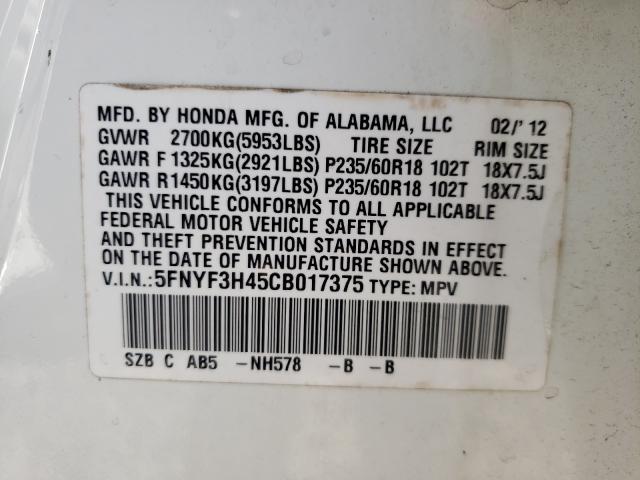 MFD. BY HONDA MFG. OF ALABAMA, LLC 02/' 12
GVWR 2700KG(5953LBS) TIRE SIZE RIM SIZE
GAWR F 1325KG(2921LBS) P235/60R18 102T 18X7.5J
GAWR R1450KG(3197LBS) P235/60R18 102T 18X7.5J
THIS VEHICLE CONFORMS TO ALL APPLICABLE
FEDERAL MOTOR VEHICLE SAFETY
AND THEFT PREVENTION STANDARDS IN EFFECT
ON THE DATE OF MANUFACTURE SHOWN ABOVE.
V.I.N.:5FNYF3H45CB017375 TYPE: MPV
SZB C AB5 -NH578 -B -B